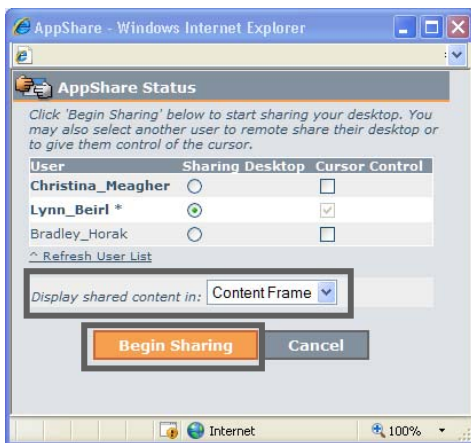 AppShare - Windows Internet Explorer
AppShare Status
Click 'Begin Sharing' below to start sharing your desktop. You
may also select another user to remote share their desktop or
to give them control of the cursor.
User Sharing Desktop Cursor Control
Christina_Meagher
Lynn_Beirl *
Bradley_Horak
^ Refresh User List
Display shared content in: Content Frame
Begin Sharing Cancel
Internet 100%